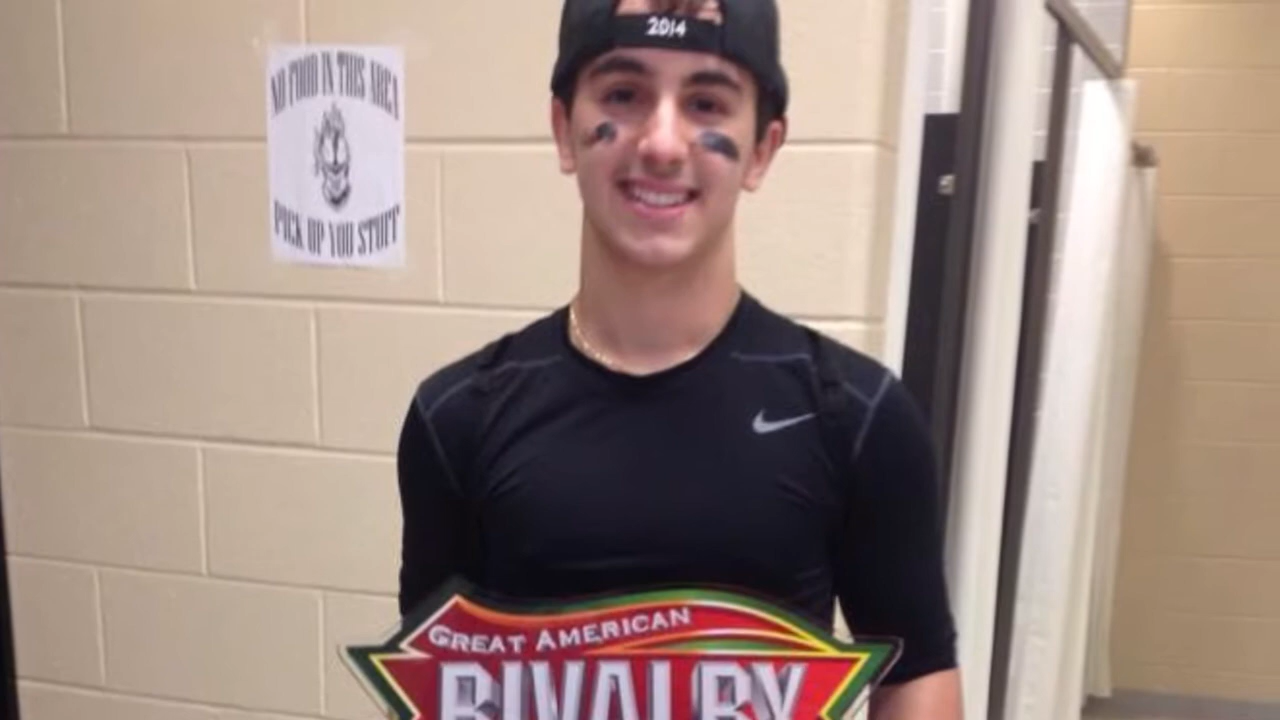 2014
NO FOOD IN THIS AREA
PICK UP YOU STUFF
GREAT AMERICAN
RIVALRY